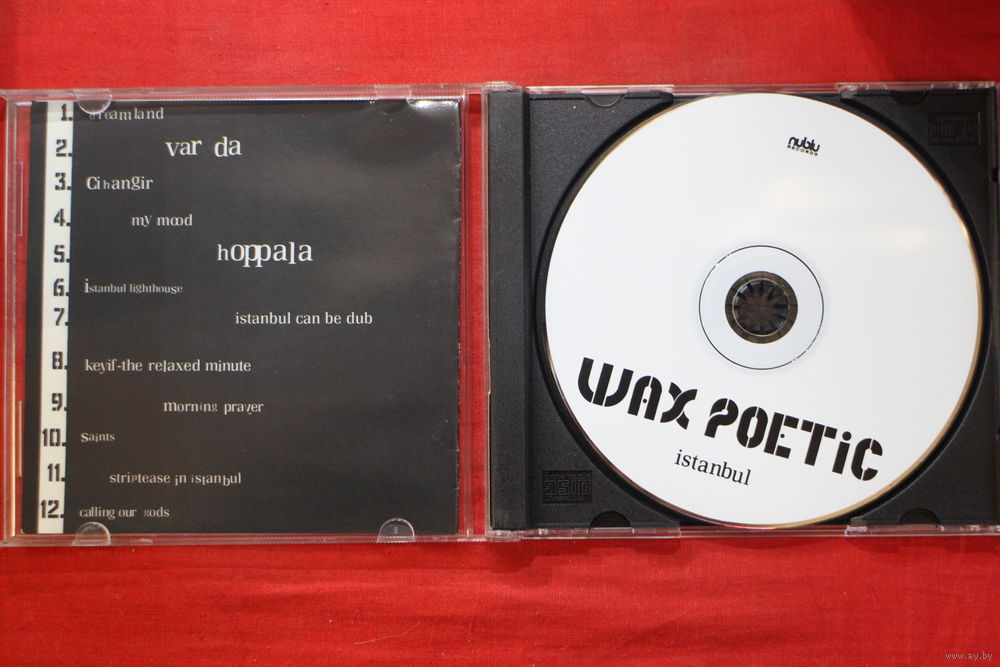 1. dreamland
2. var da
3. Cihangir
4. my mood
5. hoppala
6. istanbul lighthouse
7. istanbul can be dub
8. keyif-the relaxed minute
9. morning prayer
10. saints
11. striptease in istanbul
12. calling our gods
nublu
RECORDS
WAX POETiC
istanbul
www.ay.by